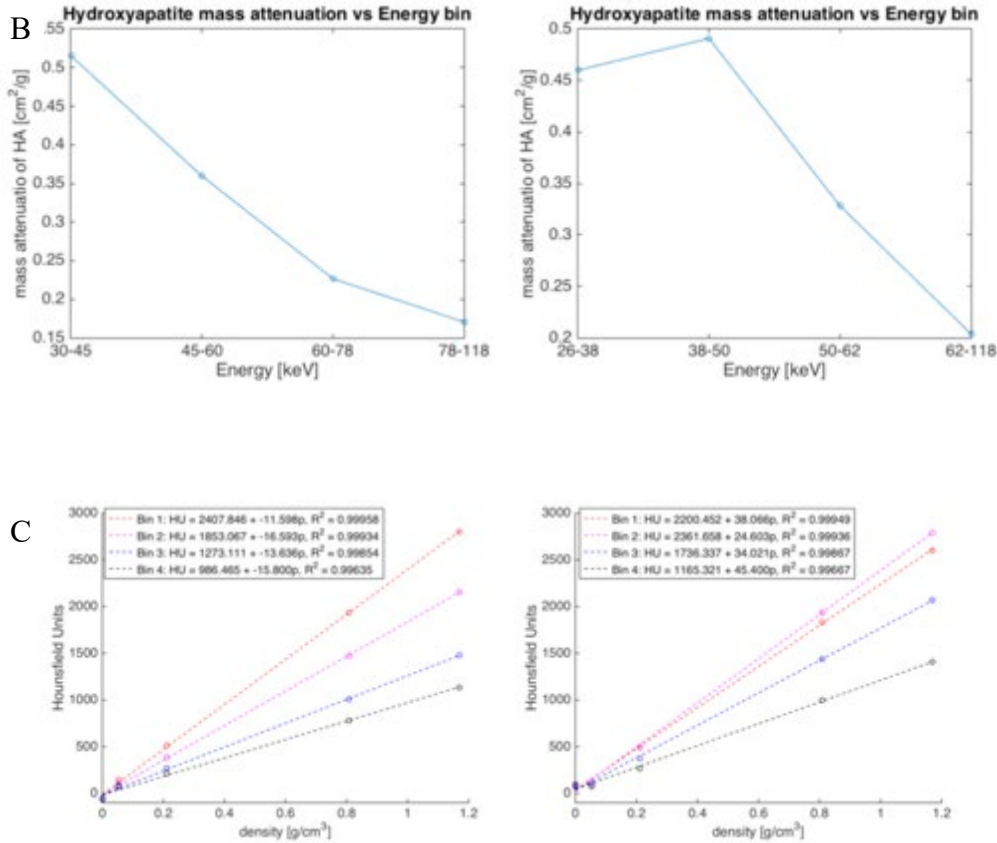 B
Hydroxyapatite mass attenuation vs Energy bin
mass attenuatio of HA [cm²/g]
.55
0.5
0.45
0.4
0.35
0.3
0.25
0.2
0.15
30-45 45-60 60-78 78-118
Energy [keV]
Hydroxyapatite mass attenuation vs Energy bin
mass attenuatio of HA [cm²/g]
0.5
0.45
0.4
0.35
0.3
0.25
0.2
26-38 38-50 50-62 62-118
Energy [keV]
C
Bin 1: HU = 2407.846 + -11.598p, R² = 0.99958
Bin 2: HU = 1853.067 + -16.593p, R² = 0.99934
Bin 3: HU = 1273.111 + -13.636p, R² = 0.99854
Bin 4: HU = 986.465 + -15.800p, R² = 0.99635
Hounsfield Units
3000
2500
2000
1500
1000
500
0
0 0.2 0.4 0.6 0.8 1 1.2
density [g/cm³]
Bin 1: HU = 2200.452 + 38.066p, R² = 0.99949
Bin 2: HU = 2361.658 + 24.603p, R² = 0.99936
Bin 3: HU = 1736.337 + 34.021p, R² = 0.99867
Bin 4: HU = 1165.321 + 45.400p, R² = 0.99667
Hounsfield Units
3000
2500
2000
1500
1000
500
0
0 0.2 0.4 0.6 0.8 1 1.2
density [g/cm³]